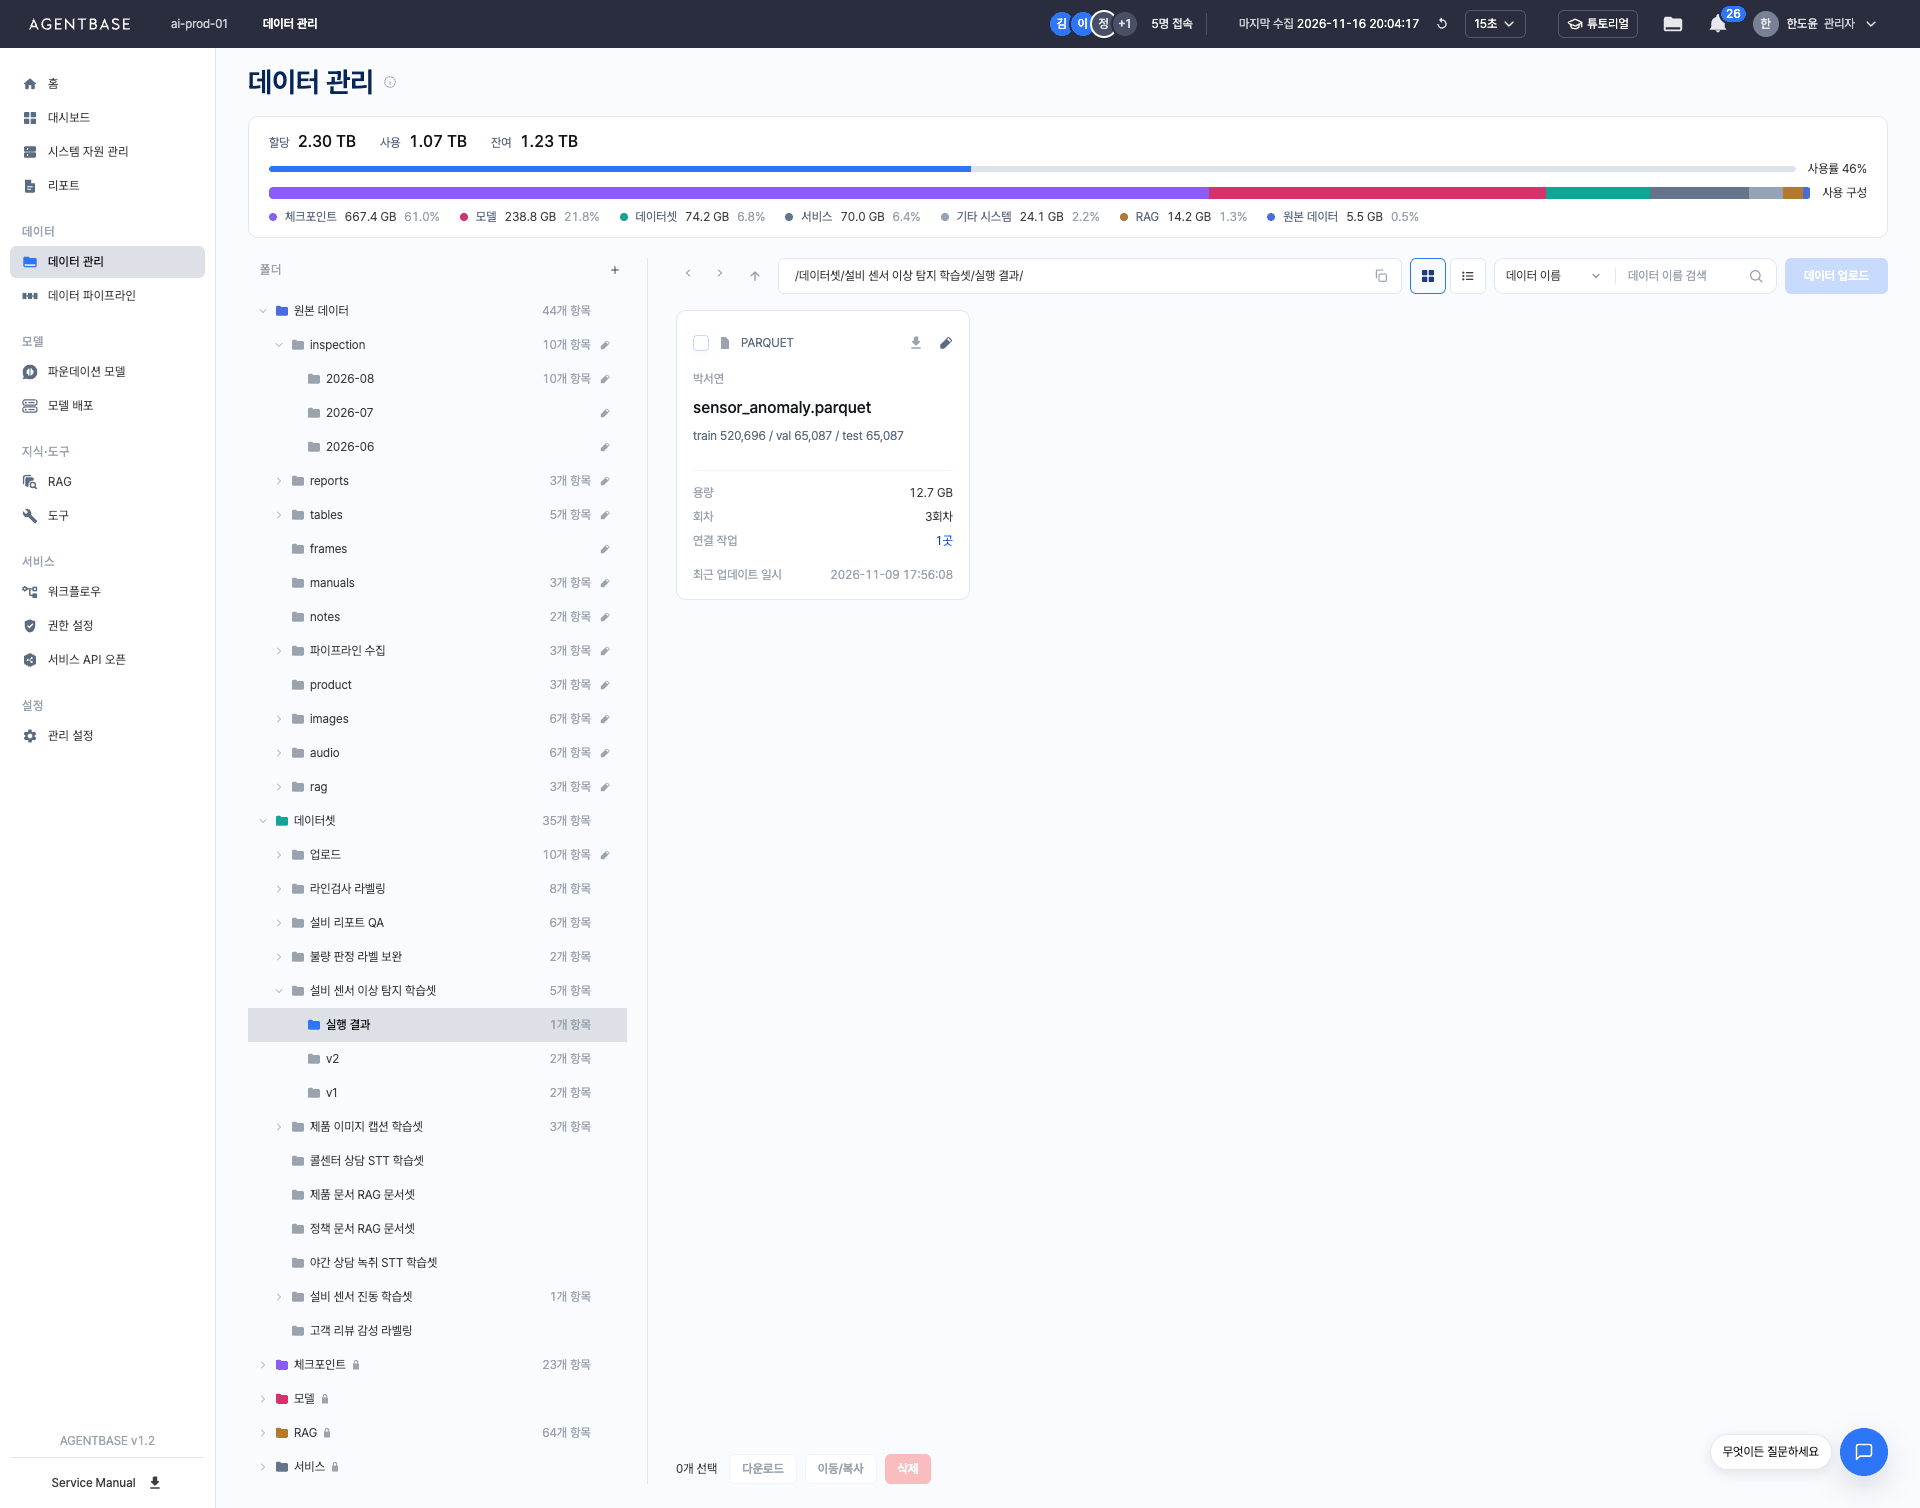 AGENTBASE
ai-prod-01
데이터 관리
김 이 정 +1 5명 접속
마지막 수집 2026-11-16 20:04:17
15초
튜토리얼
26
한 한도윤 관리자
홈
대시보드
시스템 자원 관리
리포트
데이터
데이터 관리
데이터 파이프라인
모델
파운데이션 모델
모델 배포
지식·도구
RAG
도구
서비스
워크플로우
권한 설정
서비스 API 오픈
설정
관리 설정
AGENTBASE v1.2
Service Manual
데이터 관리
할당 2.30 TB 사용 1.07 TB 잔여 1.23 TB
사용률 46%
사용 구성
체크포인트 667.4 GB 61.0% 모델 238.8 GB 21.8% 데이터셋 74.2 GB 6.8% 서비스 70.0 GB 6.4% 기타 시스템 24.1 GB 2.2% RAG 14.2 GB 1.3% 원본 데이터 5.5 GB 0.5%
폴더
원본 데이터 44개 항목
inspection 10개 항목
2026-08 10개 항목
2026-07
2026-06
reports 3개 항목
tables 5개 항목
frames
manuals 3개 항목
notes 2개 항목
파이프라인 수집 3개 항목
product 3개 항목
images 6개 항목
audio 6개 항목
rag 3개 항목
데이터셋 35개 항목
업로드 10개 항목
라인검사 라벨링 8개 항목
설비 리포트 QA 6개 항목
불량 판정 라벨 보완 2개 항목
설비 센서 이상 탐지 학습셋 5개 항목
실행 결과 1개 항목
v2 2개 항목
v1 2개 항목
제품 이미지 캡션 학습셋 3개 항목
콜센터 상담 STT 학습셋
제품 문서 RAG 문서셋
정책 문서 RAG 문서셋
야간 상담 녹취 STT 학습셋
설비 센서 진동 학습셋 1개 항목
고객 리뷰 감성 라벨링
체크포인트 23개 항목
모델
RAG 64개 항목
서비스
/데이터셋/설비 센서 이상 탐지 학습셋/실행 결과/
데이터 이름
데이터 이름 검색
데이터 업로드
PARQUET
박서연
sensor_anomaly.parquet
train 520,696 / val 65,087 / test 65,087
용량 12.7 GB
회차 3회차
연결 작업 1곳
최근 업데이트 일시 2026-11-09 17:56:08
0개 선택 다운로드 이동/복사 삭제
무엇이든 질문하세요